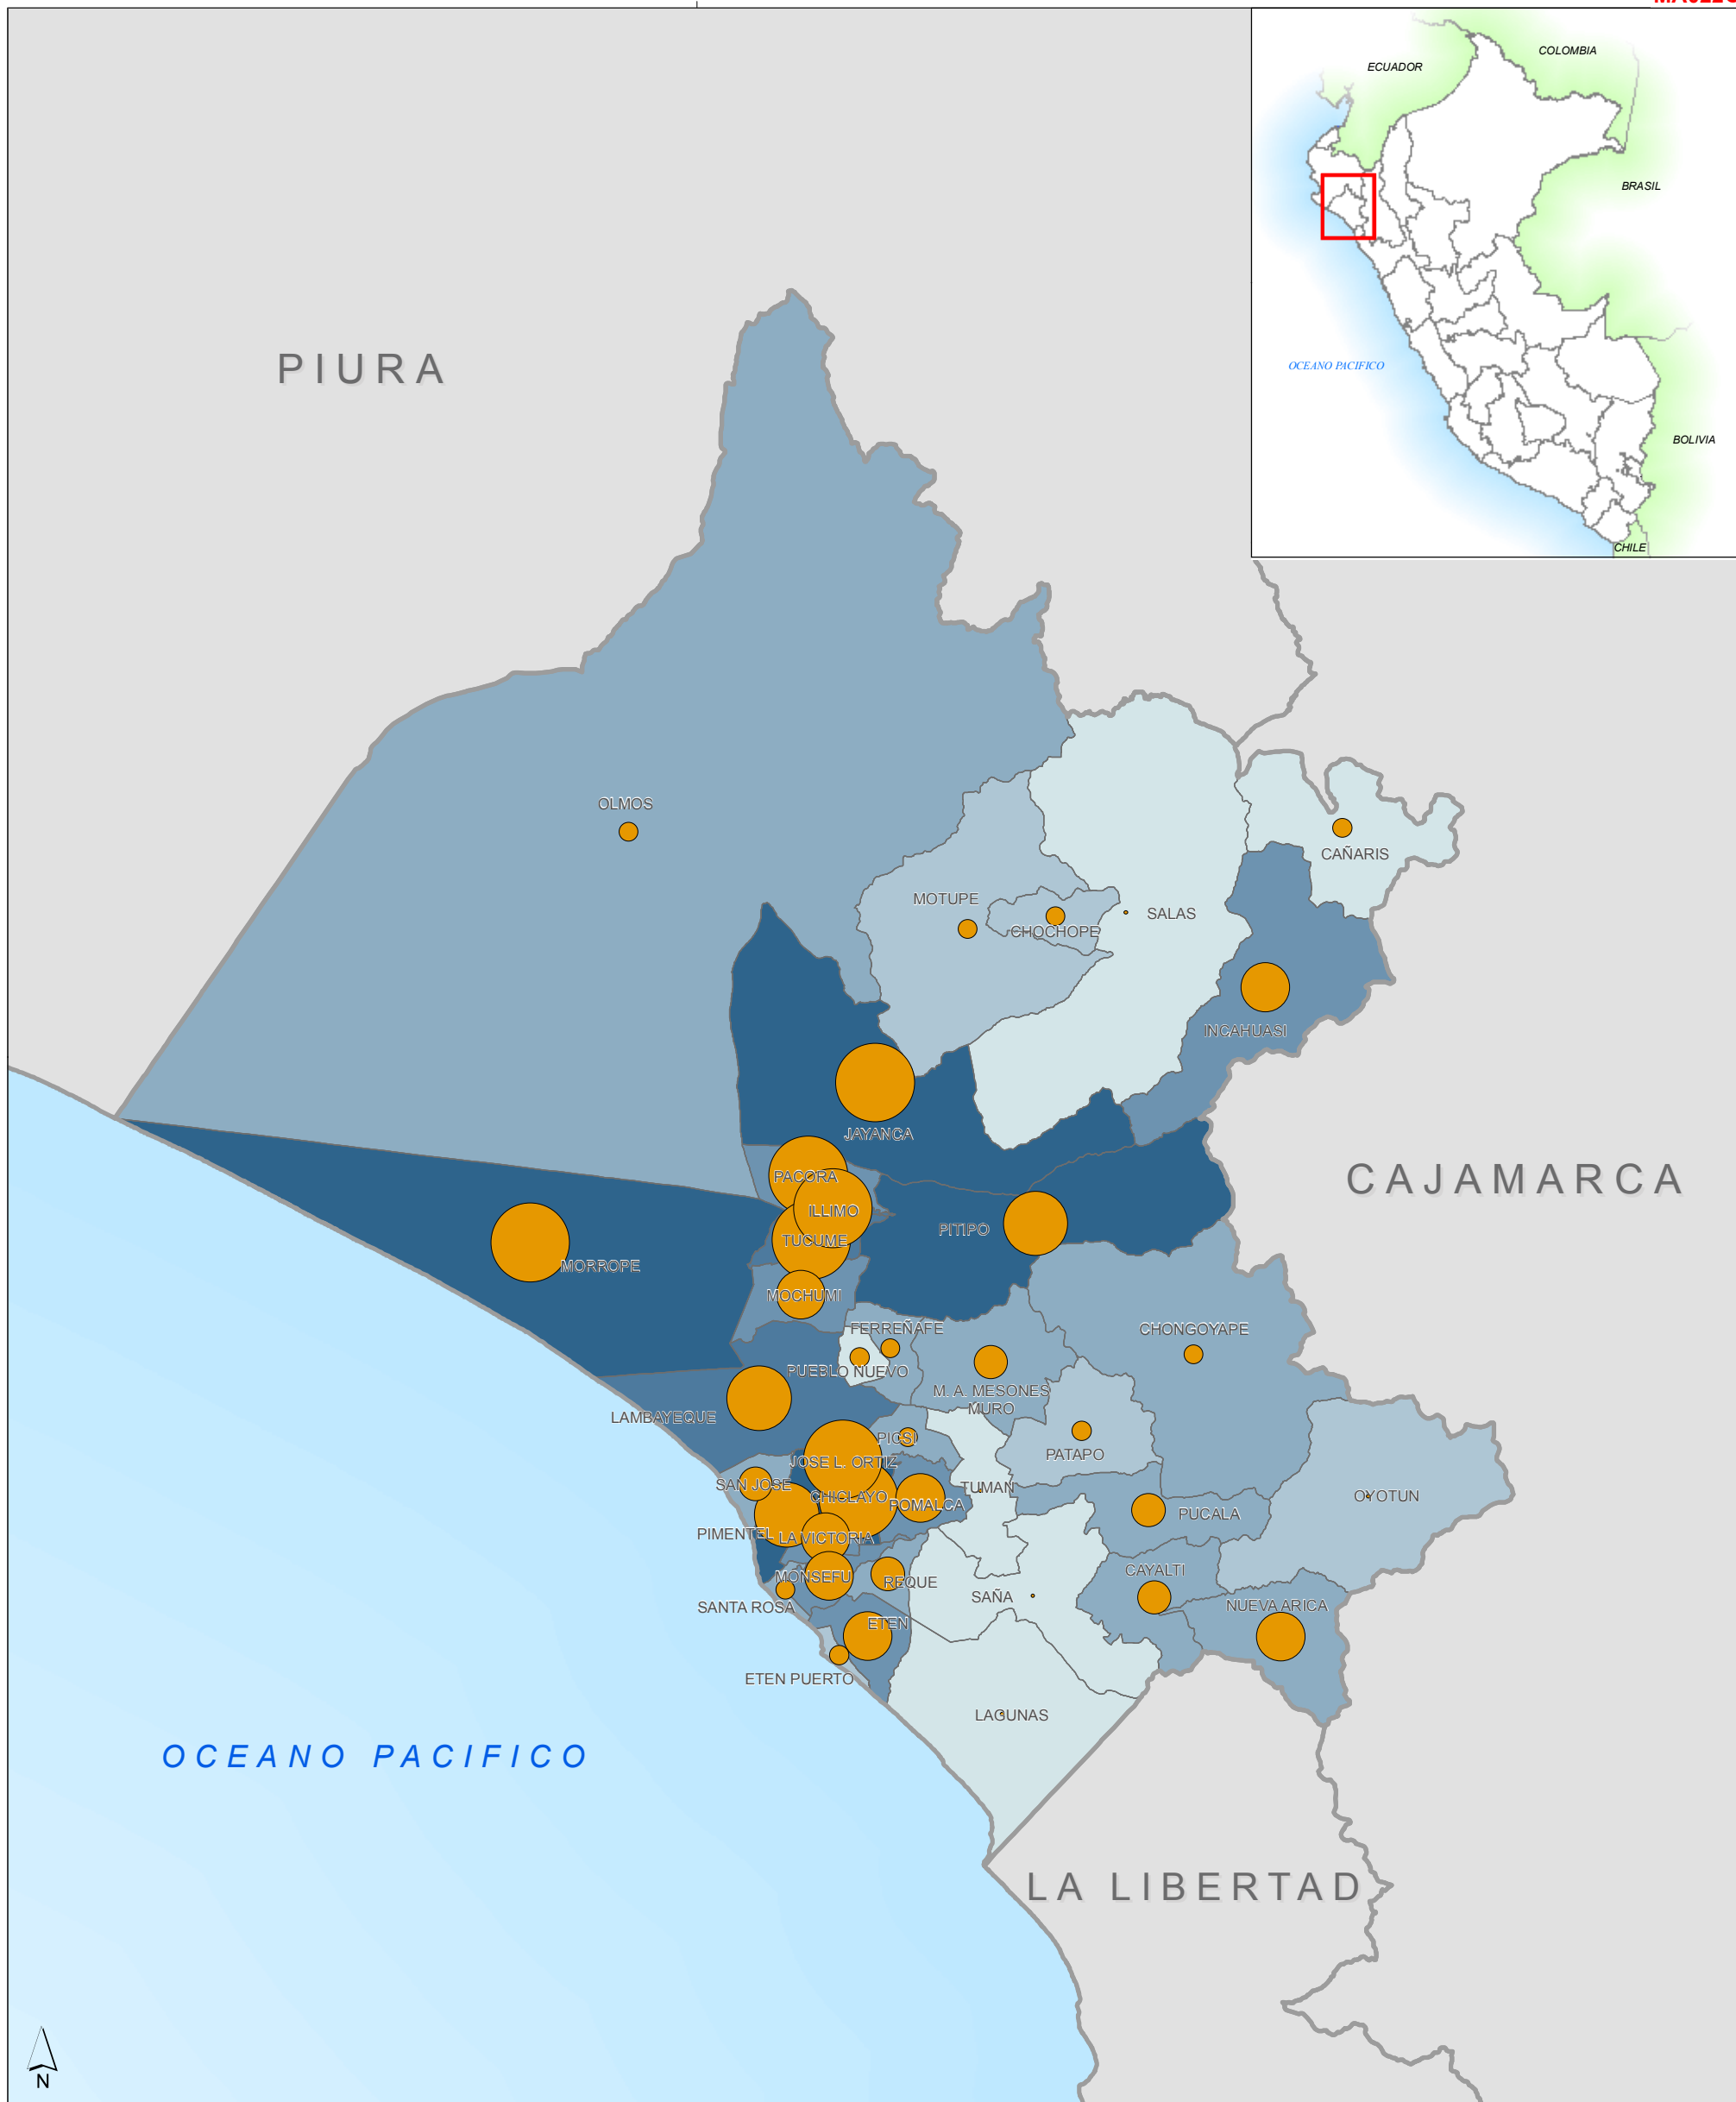 COLOMBIA
ECUADOR
BRASIL
OCEANO PACIFICO
BOLIVIA
CHILE
PIURA
OLMOS
CAÑARIS
MOTUPE
SALAS
CHOCHOPE
INCAHUASI
JAYANCA
PACORA
CAJAMARCA
ILLIMO
PITIPO
TUCUME
MORROPE
MOCHUMI
FERREÑAFE
CHONGOYAPE
PUEBLO NUEVO
M. A. MESONES
MURO
LAMBAYEQUE
PICSI
PATAPO
JOSE L. ORTIZ
SAN JOSE
TUMAN
CHICLAYO
OYOTUN
POMALCA
PUCALA
PIMENTEL
LA VICTORIA
CAYALTI
MONSEFU
REQUE
SAÑA
NUEVA ARICA
SANTA ROSA
ETEN
ETEN PUERTO
LAGUNAS
OCEANO PACIFICO
LA LIBERTAD
N